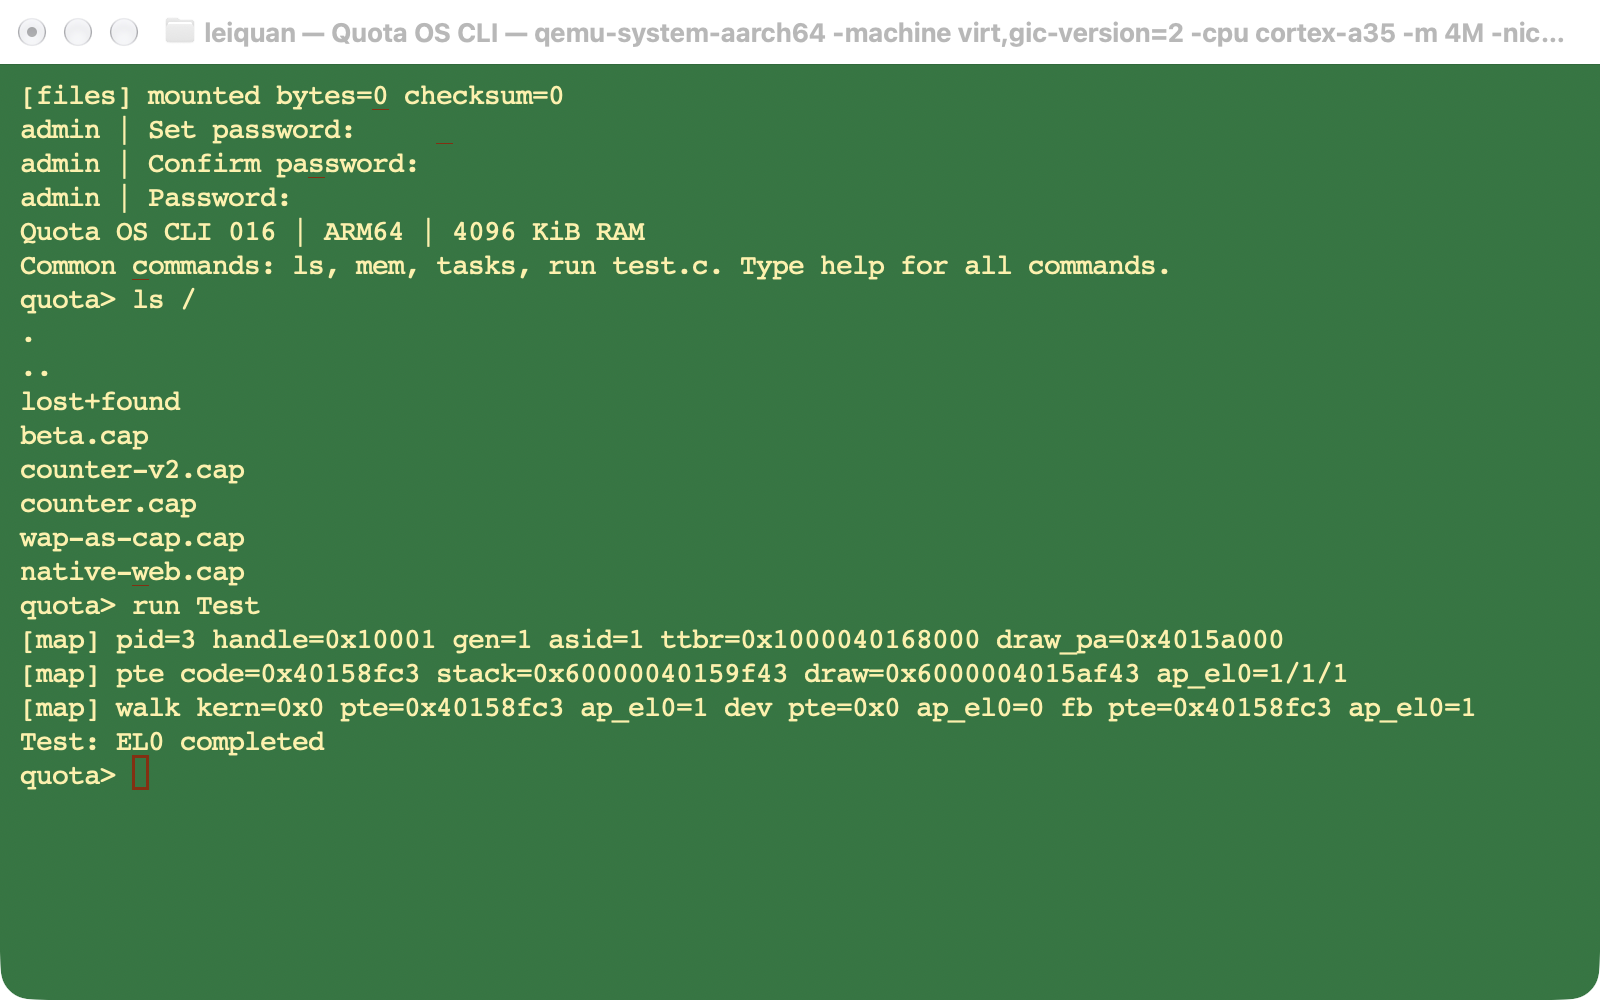 leiquan — Quota OS CLI — qemu-system-aarch64 -machine virt,gic-version=2 -cpu cortex-a35 -m 4M -nic...
[files] mounted bytes=0 checksum=0
admin | Set password:
admin | Confirm password:
admin | Password:
Quota OS CLI 016 | ARM64 | 4096 KiB RAM
Common commands: ls, mem, tasks, run test.c. Type help for all commands.
quota> ls /
.
..
lost+found
beta.cap
counter-v2.cap
counter.cap
wap-as-cap.cap
native-web.cap
quota> run Test
[map] pid=3 handle=0x10001 gen=1 asid=1 ttbr=0x1000040168000 draw_pa=0x4015a000
[map] pte code=0x40158fc3 stack=0x60000040159f43 draw=0x6000004015af43 ap_el0=1/1/1
[map] walk kern=0x0 pte=0x40158fc3 ap_el0=1 dev pte=0x0 ap_el0=0 fb pte=0x40158fc3 ap_el0=1
Test: EL0 completed
quota>